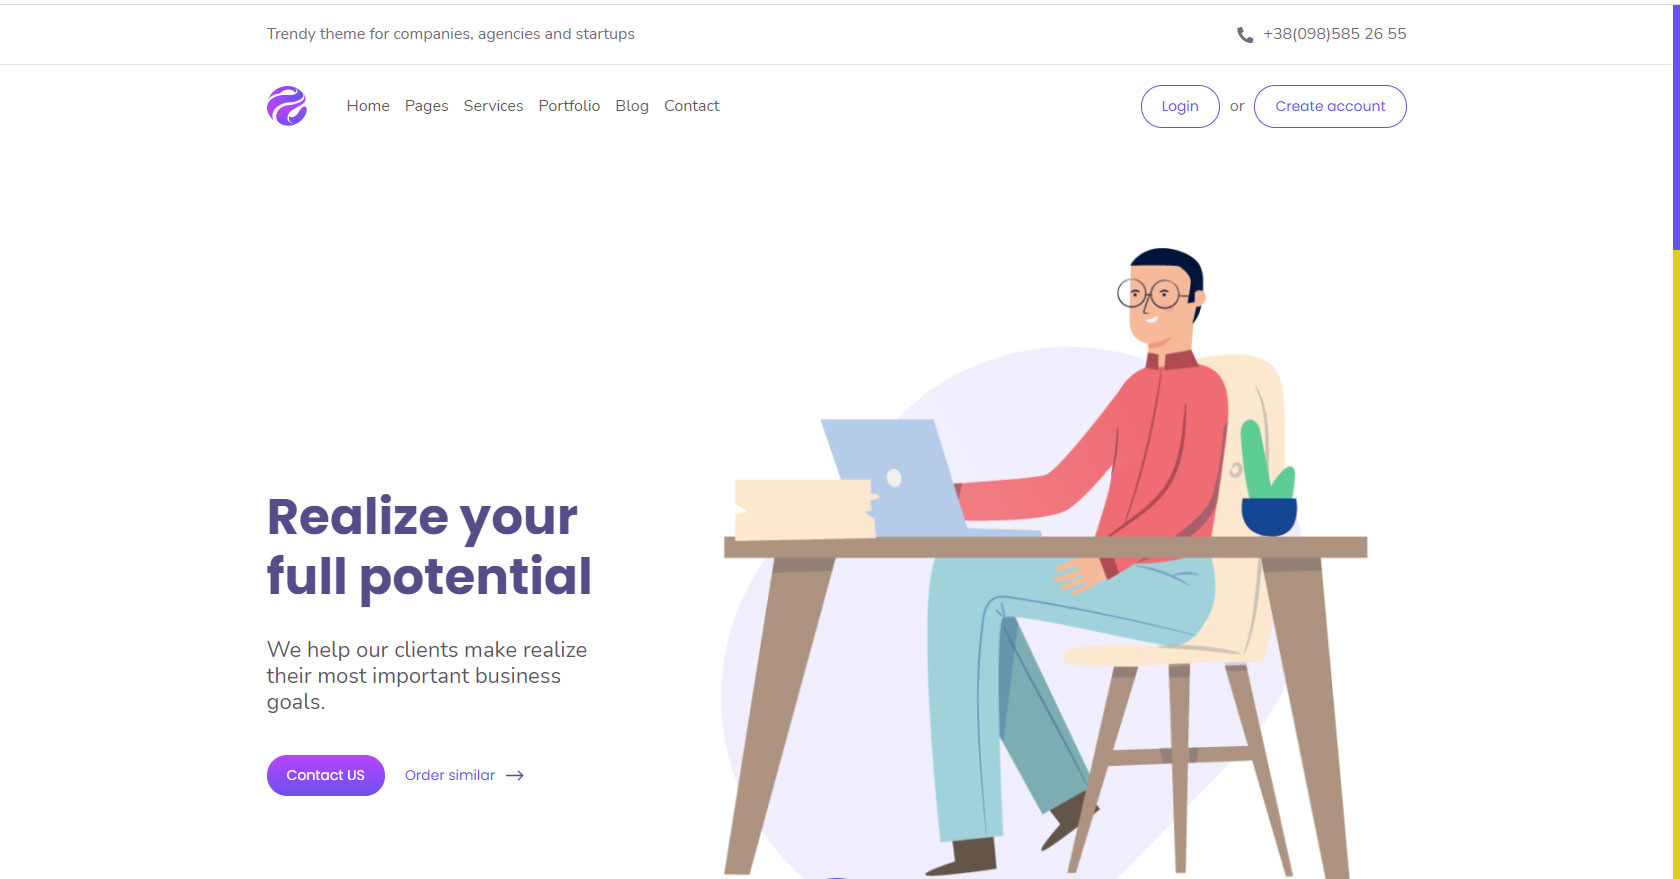 Trendy theme for companies, agencies and startups
+38(098)585 26 55
Home Pages Services Portfolio Blog Contact
Login or Create account
Realize your
full potential
We help our clients make realize
their most important business
goals.
Contact US Order similar